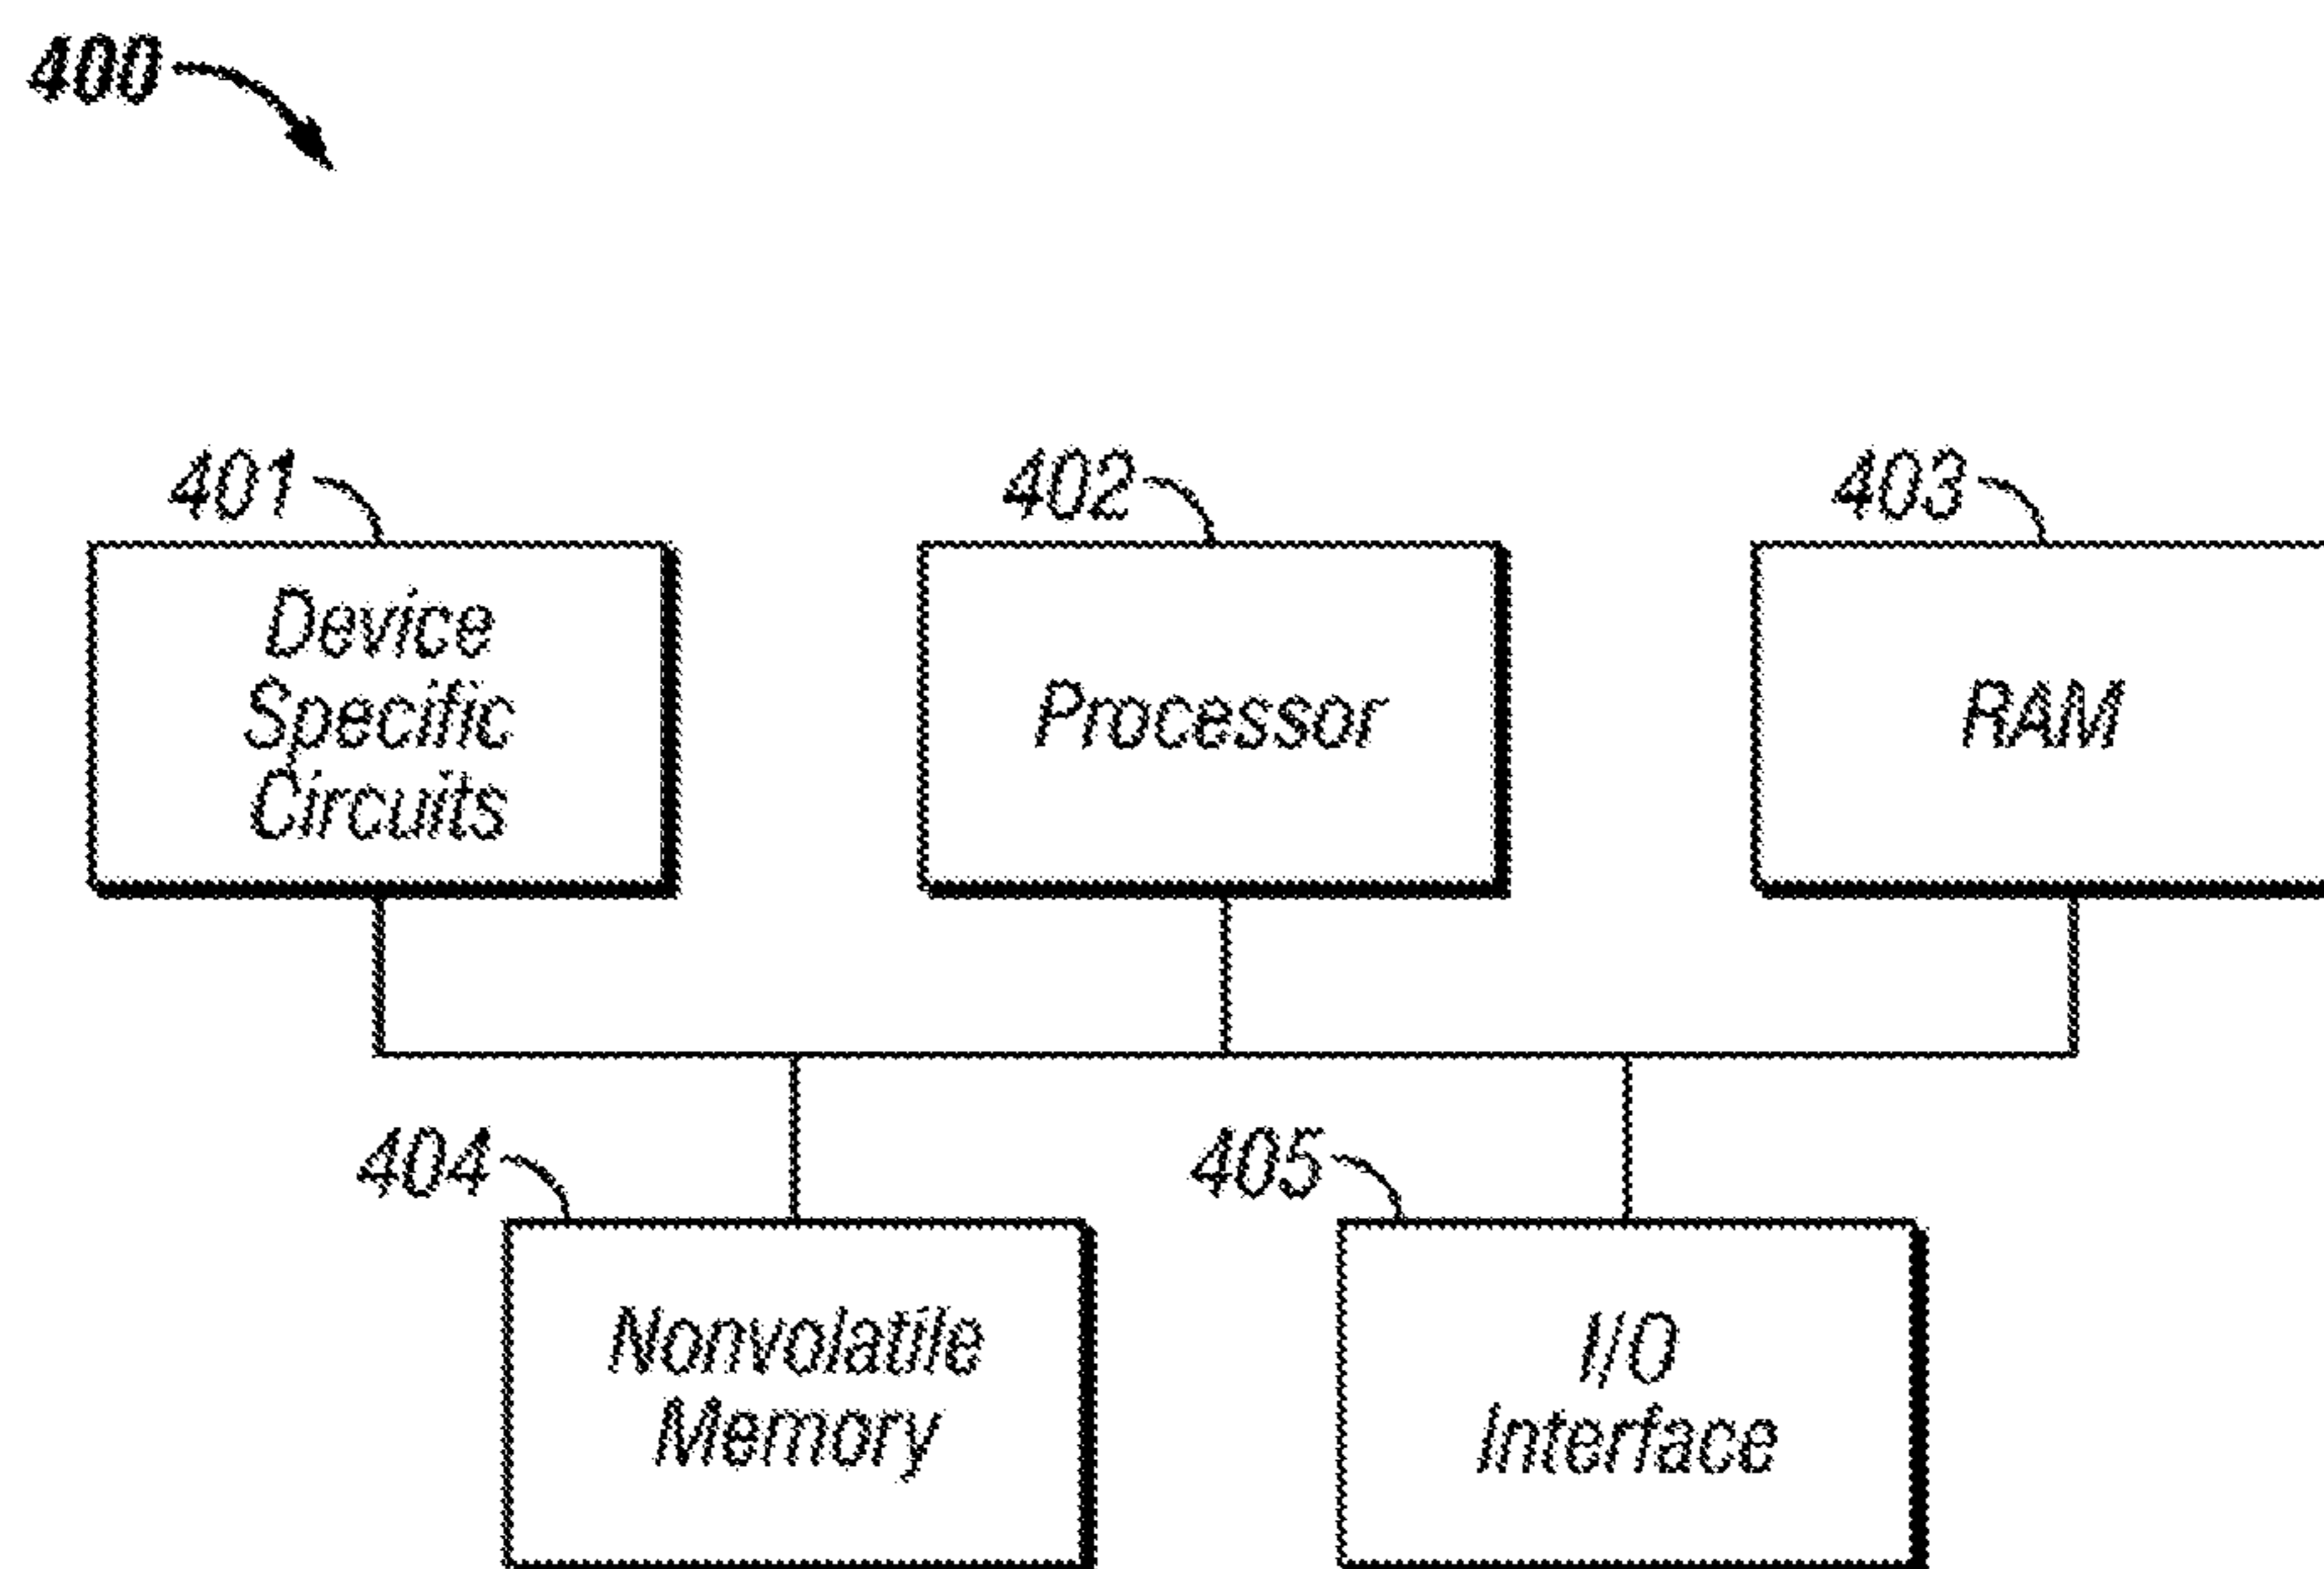 400
401
402
403
Device
Specific
Circuits
Processor
RAM
404
405
Nonvolatile
Memory
I/O
Interface